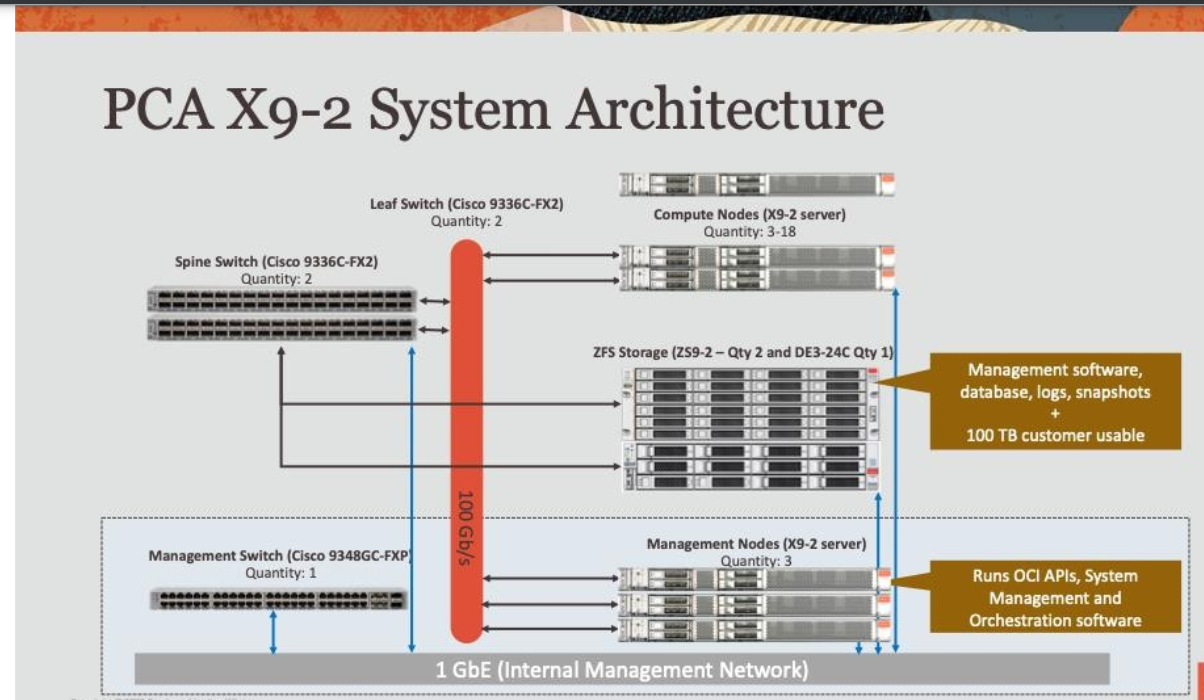 PCA X9-2 System Architecture
Leaf Switch (Cisco 9336C-FX2)
Quantity: 2
Compute Nodes (X9-2 server)
Quantity: 3-18
Spine Switch (Cisco 9336C-FX2)
Quantity: 2
ZFS Storage (ZS9-2 – Qty 2 and DE3-24C Qty 1)
Management software,
database, logs, snapshots
+
100 TB customer usable
100 Gb/s
Management Switch (Cisco 9348GC-FXP)
Quantity: 1
Management Nodes (X9-2 server)
Quantity: 3
Runs OCI APIs, System
Management and
Orchestration software
1 GbE (Internal Management Network)